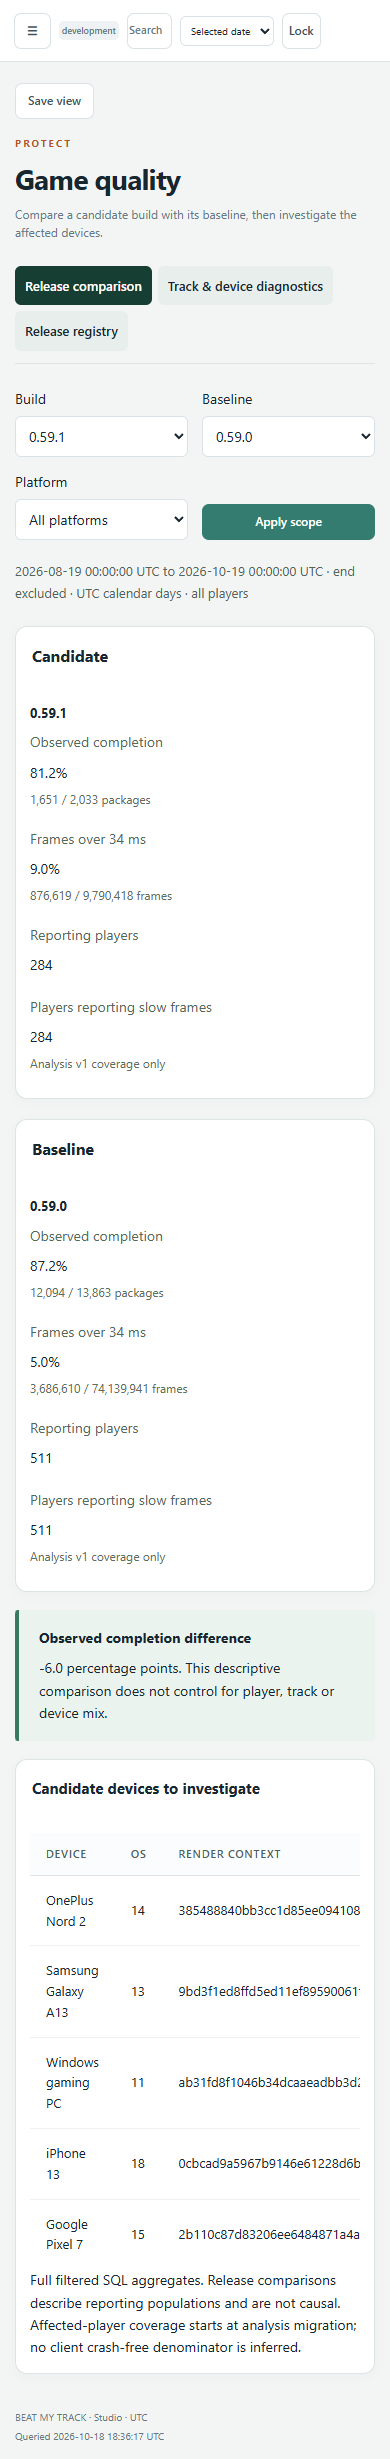 ☰ development Search Selected date Lock
Save view
PROTECT
Game quality
Compare a candidate build with its baseline, then investigate the
affected devices.
Release comparison Track & device diagnostics
Release registry
Build Baseline
0.59.1 0.59.0
Platform
All platforms Apply scope
2026-08-19 00:00:00 UTC to 2026-10-19 00:00:00 UTC · end
excluded · UTC calendar days · all players
Candidate
0.59.1
Observed completion
81.2%
1,651 / 2,033 packages
Frames over 34 ms
9.0%
876,619 / 9,790,418 frames
Reporting players
284
Players reporting slow frames
284
Analysis v1 coverage only
Baseline
0.59.0
Observed completion
87.2%
12,094 / 13,863 packages
Frames over 34 ms
5.0%
3,686,610 / 74,139,941 frames
Reporting players
511
Players reporting slow frames
511
Analysis v1 coverage only
Observed completion difference
-6.0 percentage points. This descriptive
comparison does not control for player, track or
device mix.
Candidate devices to investigate
DEVICE OS RENDER CONTEXT
OnePlus
Nord 2 14 385488840bb3cc1d85ee094108
Samsung
Galaxy 13 9bd3f1ed8ffd5ed11ef89590061
A13
Windows
gaming 11 ab31fd8f1046b34dcaaeadbb3d2
PC
iPhone
13 18 0cbcad9a5967b9146e61228d6b
Google
Pixel 7 15 2b110c87d83206ee6484871a4a
Full filtered SQL aggregates. Release comparisons
describe reporting populations and are not causal.
Affected-player coverage starts at analysis migration;
no client crash-free denominator is inferred.
BEAT MY TRACK · Studio · UTC
Queried 2026-10-18 18:36:17 UTC